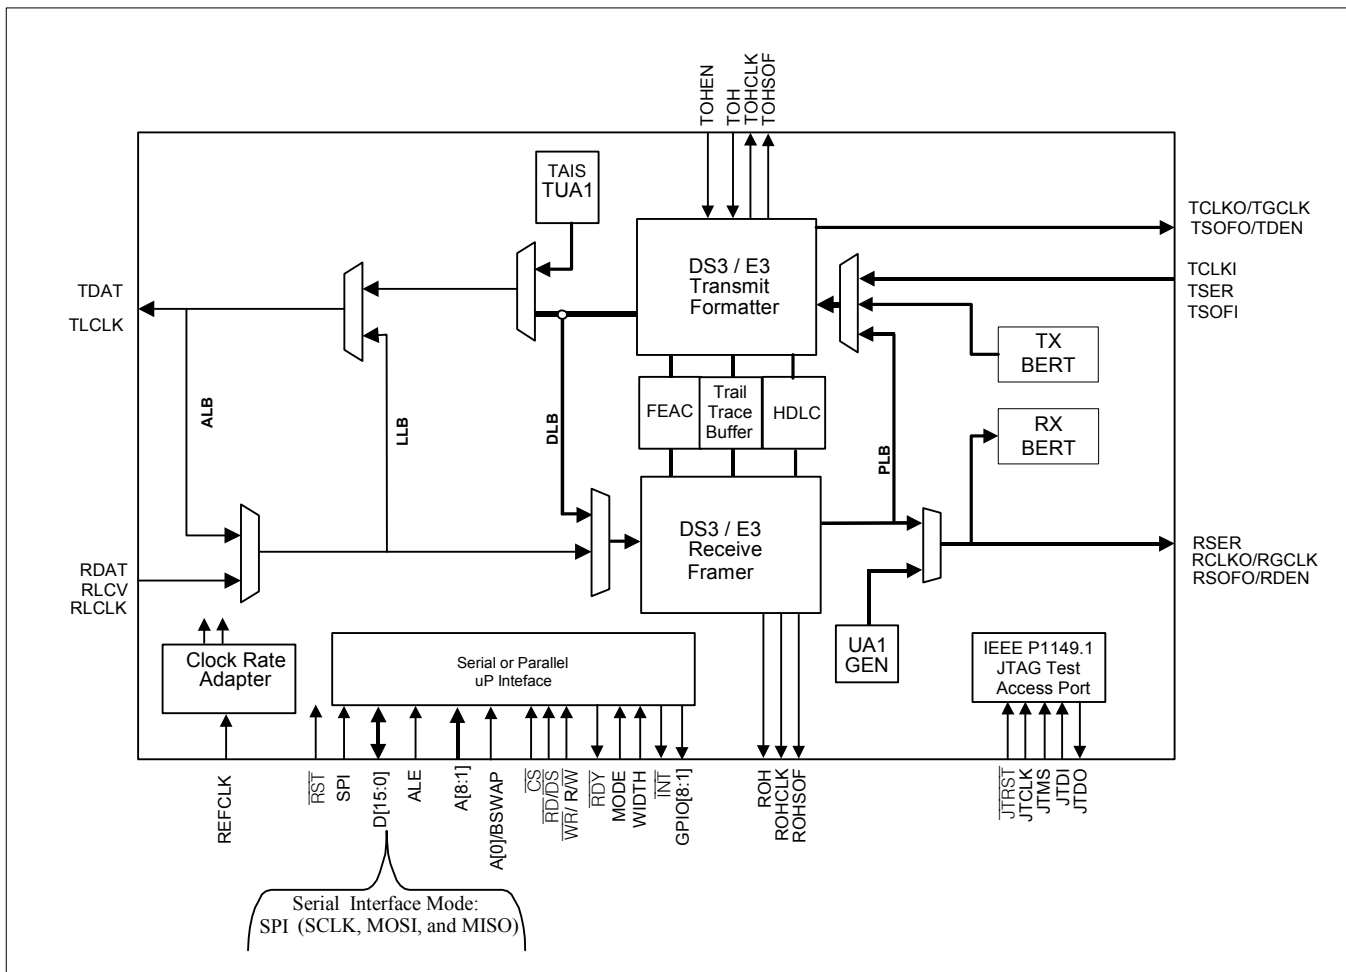 TOHEN
TOH
TOHCLK
TOHSOF
TAIS
TUA1
TCLKO/TGCLK
TSOFO/TDEN
DS3 / E3
Transmit
Formatter
TCLKI
TSER
TSOFI
TDAT
TLCLK
TX
BERT
ALB
LLB
DLB
FEAC
Trail
Trace
Buffer
HDLC
PLB
RX
BERT
DS3 / E3
Receive
Framer
RSER
RCLKO/RGCLK
RSOFO/RDEN
RDAT
RLCV
RLCLK
Clock Rate
Adapter
Serial or Parallel
uP Inteface
UA1
GEN
IEEE P1149.1
JTAG Test
Access Port
REFCLK
RST
SPI
D[15:0]
ALE
A[8:1]
A[0]/BSWAP
CS
RD/DS
WR/ R/W
RDY
MODE
WIDTH
INT
GPIO[8:1]
ROH
ROHCLK
ROHSOF
JTRST
JTCLK
JTMS
JTDI
JTDO
Serial Interface Mode:
SPI (SCLK, MOSI, and MISO)